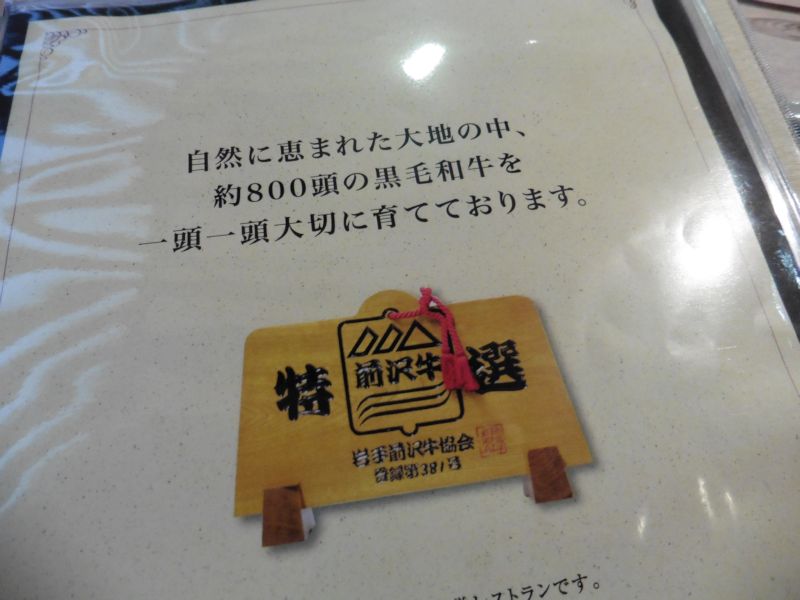 自然に恵まれた大地の中、
約800頭の黒毛和牛を
一頭一頭大切に育てております。
特 前沢牛 選
岩手前沢牛協会
登録第381号
レストランです。